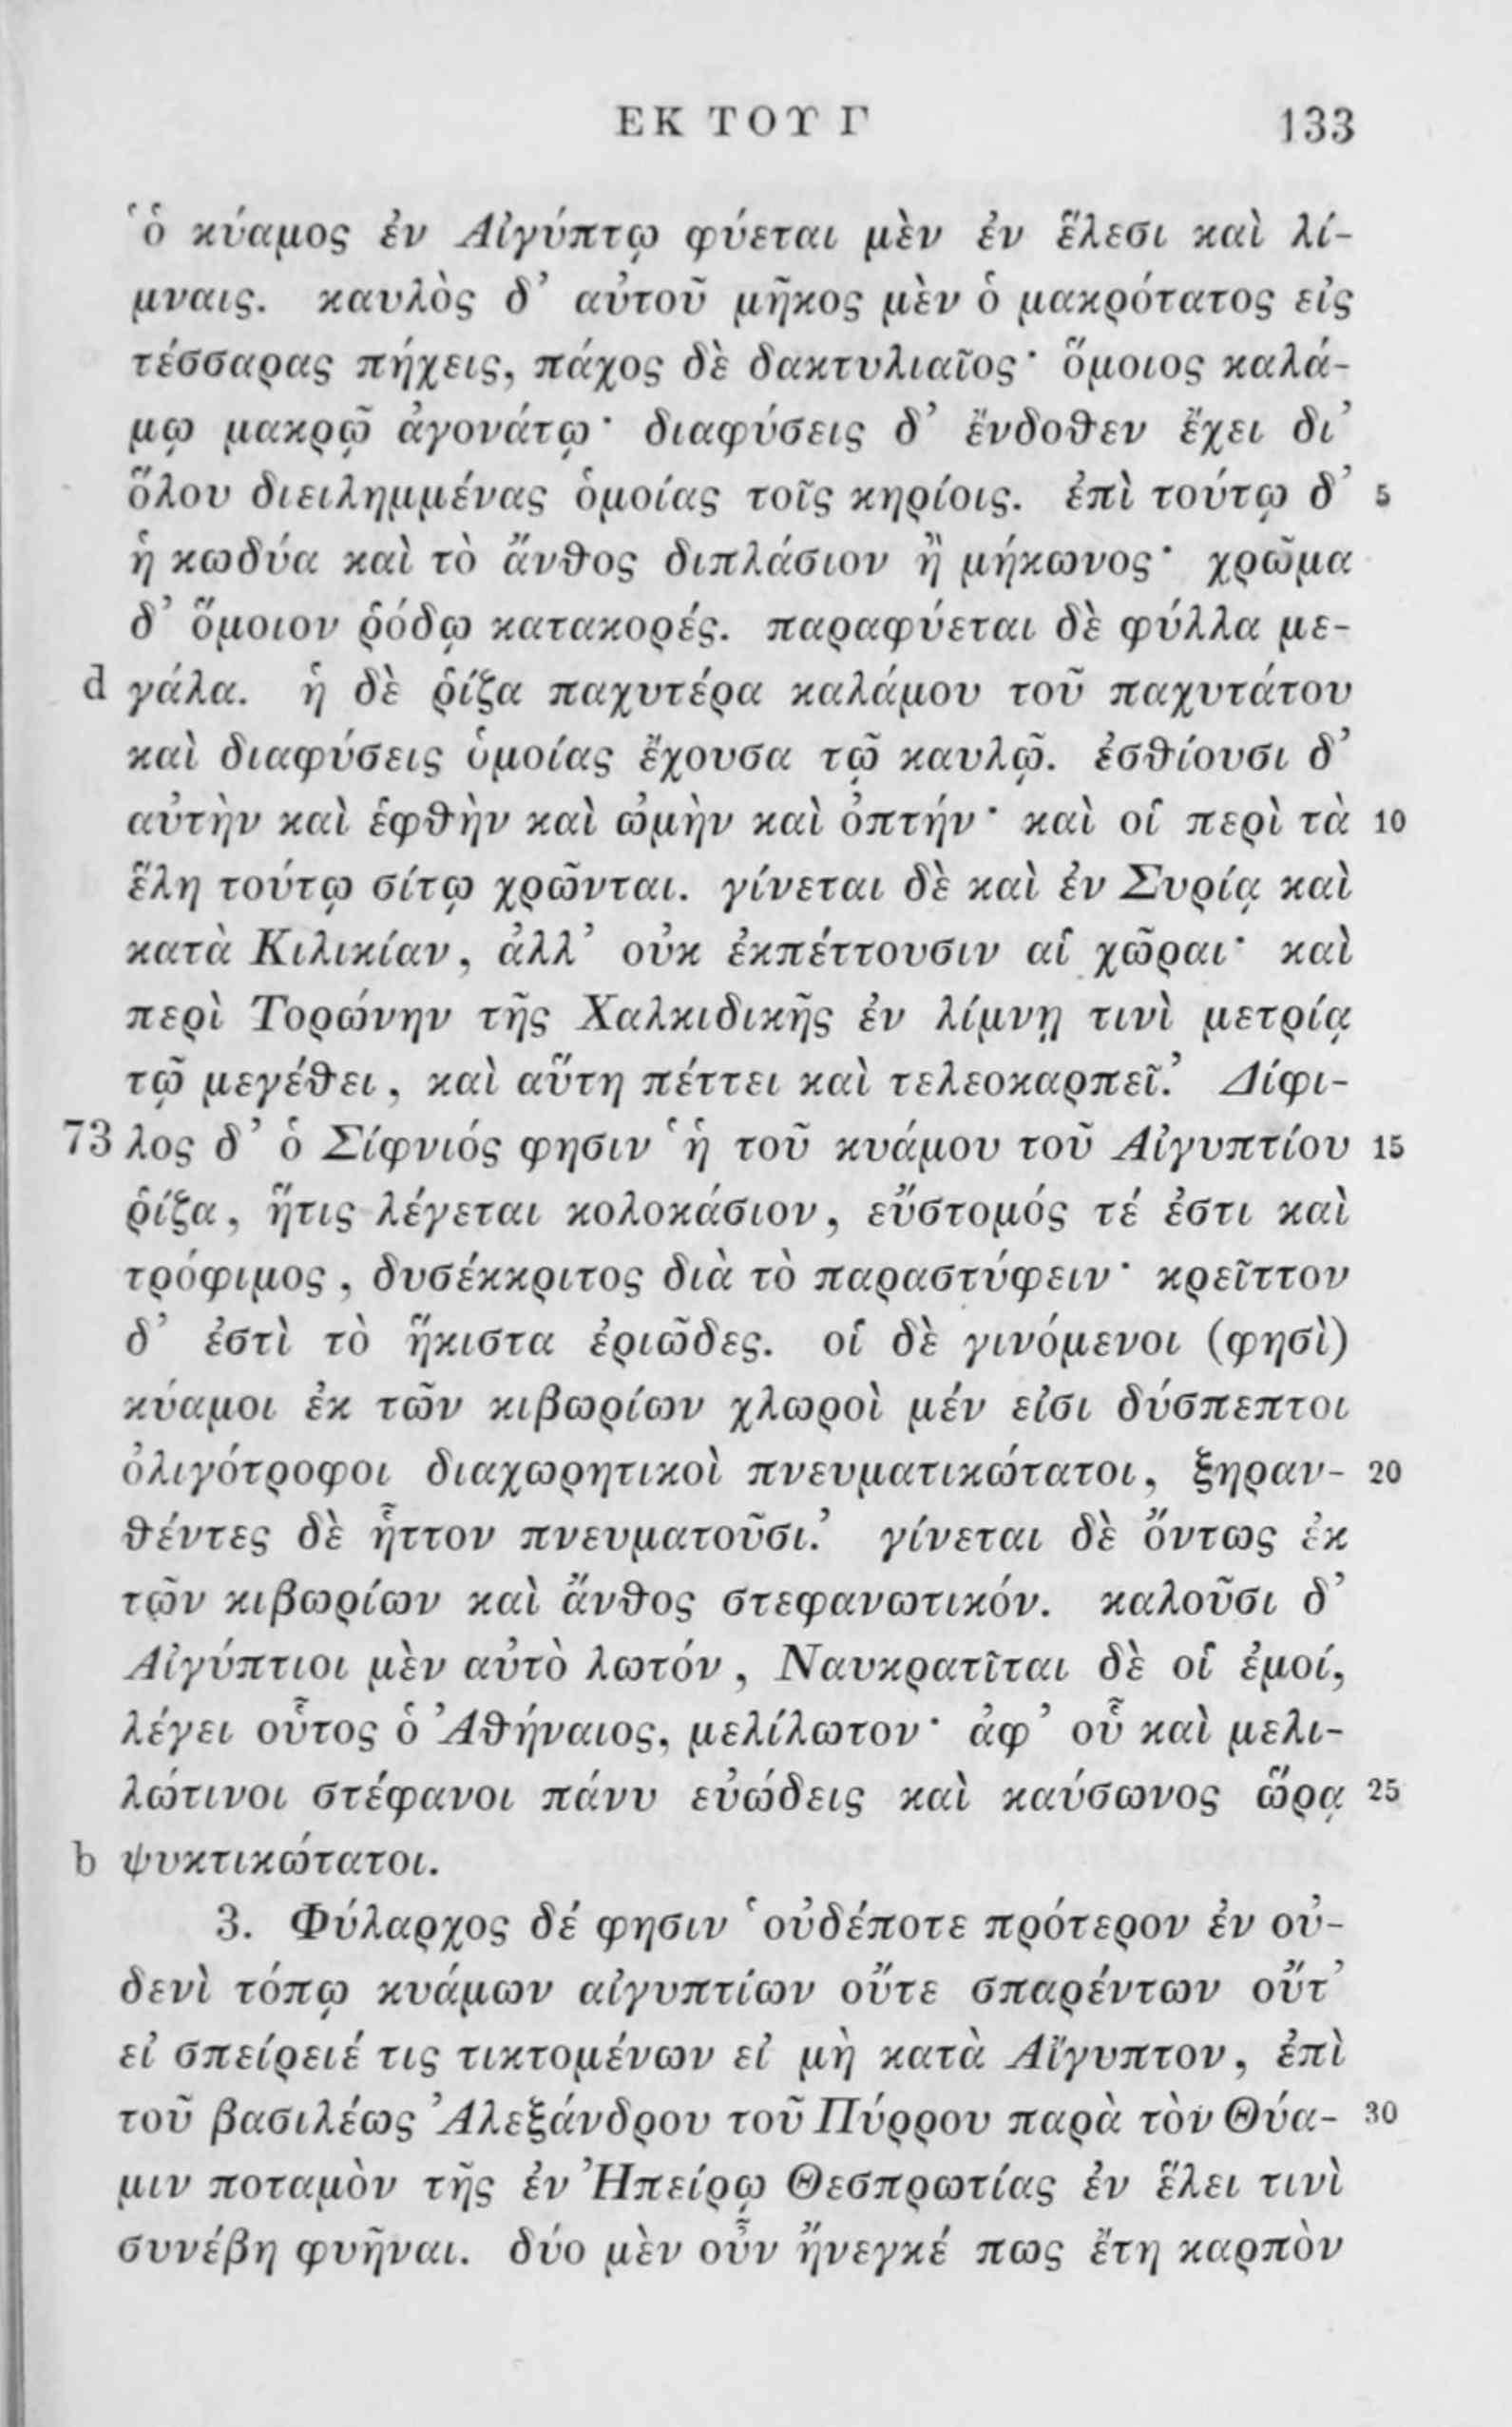 ΕΚ ΤΟΥ Γ 133
‘ὁ κύαμος ἐν Αἰγύπτῳ φύεται μὲν ἐν ἕλεσι καὶ λί-
μναις. καυλὸς δ’ αὐτοῦ μῆκος μὲν ὁ μακρότατος εἰς
τέσσαρας πήχεις, πάχος δὲ δακτυλιαῖος· ὅμοιος καλά-
μῳ μακρῷ ἀγονάτῳ· διαφύσεις δ’ ἔνδοθεν ἔχει δι’
ὅλου διειλημμένας ὁμοίας τοῖς κηρίοις. ἐπὶ τούτῳ δ’ 5
ἡ κωδύα καὶ τὸ ἄνθος διπλάσιον ἢ μήκωνος· χρῶμα
δ’ ὅμοιον ῥόδῳ κατακορές. παραφύεται δὲ φύλλα με-
d γάλα. ἡ δὲ ῥίζα παχυτέρα καλάμου τοῦ παχυτάτου
καὶ διαφύσεις ὁμοίας ἔχουσα τῷ καυλῷ. ἐσθίουσι δ’
αὐτὴν καὶ ἑφθὴν καὶ ὠμὴν καὶ ὀπτήν· καὶ οἱ περὶ τὰ 10
ἕλη τούτῳ σίτῳ χρῶνται. γίνεται δὲ καὶ ἐν Συρίᾳ καὶ
κατὰ Κιλικίαν, ἀλλ’ οὐκ ἐκπέττουσιν αἱ χῶραι· καὶ
περὶ Τορώνην τῆς Χαλκιδικῆς ἐν λίμνῃ τινὶ μετρίᾳ
τῷ μεγέθει, καὶ αὕτη πέττει καὶ τελεοκαρπεῖ.’ Δίφι-
73 λος δ’ ὁ Σίφνιός φησιν ‘ἡ τοῦ κυάμου τοῦ Αἰγυπτίου 15
ῥίζα, ἥτις λέγεται κολοκάσιον, εὔστομός τέ ἐστι καὶ
τρόφιμος, δυσέκκριτος διὰ τὸ παραστύφειν· κρεῖττον
δ’ ἐστὶ τὸ ἥκιστα ἐριῶδες. οἱ δὲ γινόμενοι (φησὶ)
κύαμοι ἐκ τῶν κιβωρίων χλωροὶ μέν εἰσι δύσπεπτοι
ὀλιγότροφοι διαχωρητικοὶ πνευματικώτατοι, ξηραν- 20
θέντες δὲ ἧττον πνευματοῦσι.’ γίνεται δὲ ὄντως ἐκ
τῶν κιβωρίων καὶ ἄνθος στεφανωτικόν. καλοῦσι δ’
Αἰγύπτιοι μὲν αὐτὸ λωτόν, Ναυκρατῖται δὲ οἱ ἐμοί,
λέγει οὗτος ὁ Ἀθήναιος, μελίλωτον· ἀφ’ οὗ καὶ μελι-
λώτινοι στέφανοι πάνυ εὐώδεις καὶ καύσωνος ὥρᾳ 25
b ψυκτικώτατοι.
3. Φύλαρχος δέ φησιν ‘οὐδέποτε πρότερον ἐν οὐ-
δενὶ τόπῳ κυάμων αἰγυπτίων οὔτε σπαρέντων οὔτ’
εἰ σπείρειέ τις τικτομένων εἰ μὴ κατὰ Αἴγυπτον, ἐπὶ
τοῦ βασιλέως Ἀλεξάνδρου τοῦ Πύρρου παρὰ τὸν Θύα- 30
μιν ποταμὸν τῆς ἐν Ἠπείρῳ Θεσπρωτίας ἐν ἕλει τινὶ
συνέβη φυῆναι. δύο μὲν οὖν ἤνεγκέ πως ἔτη καρπὸν